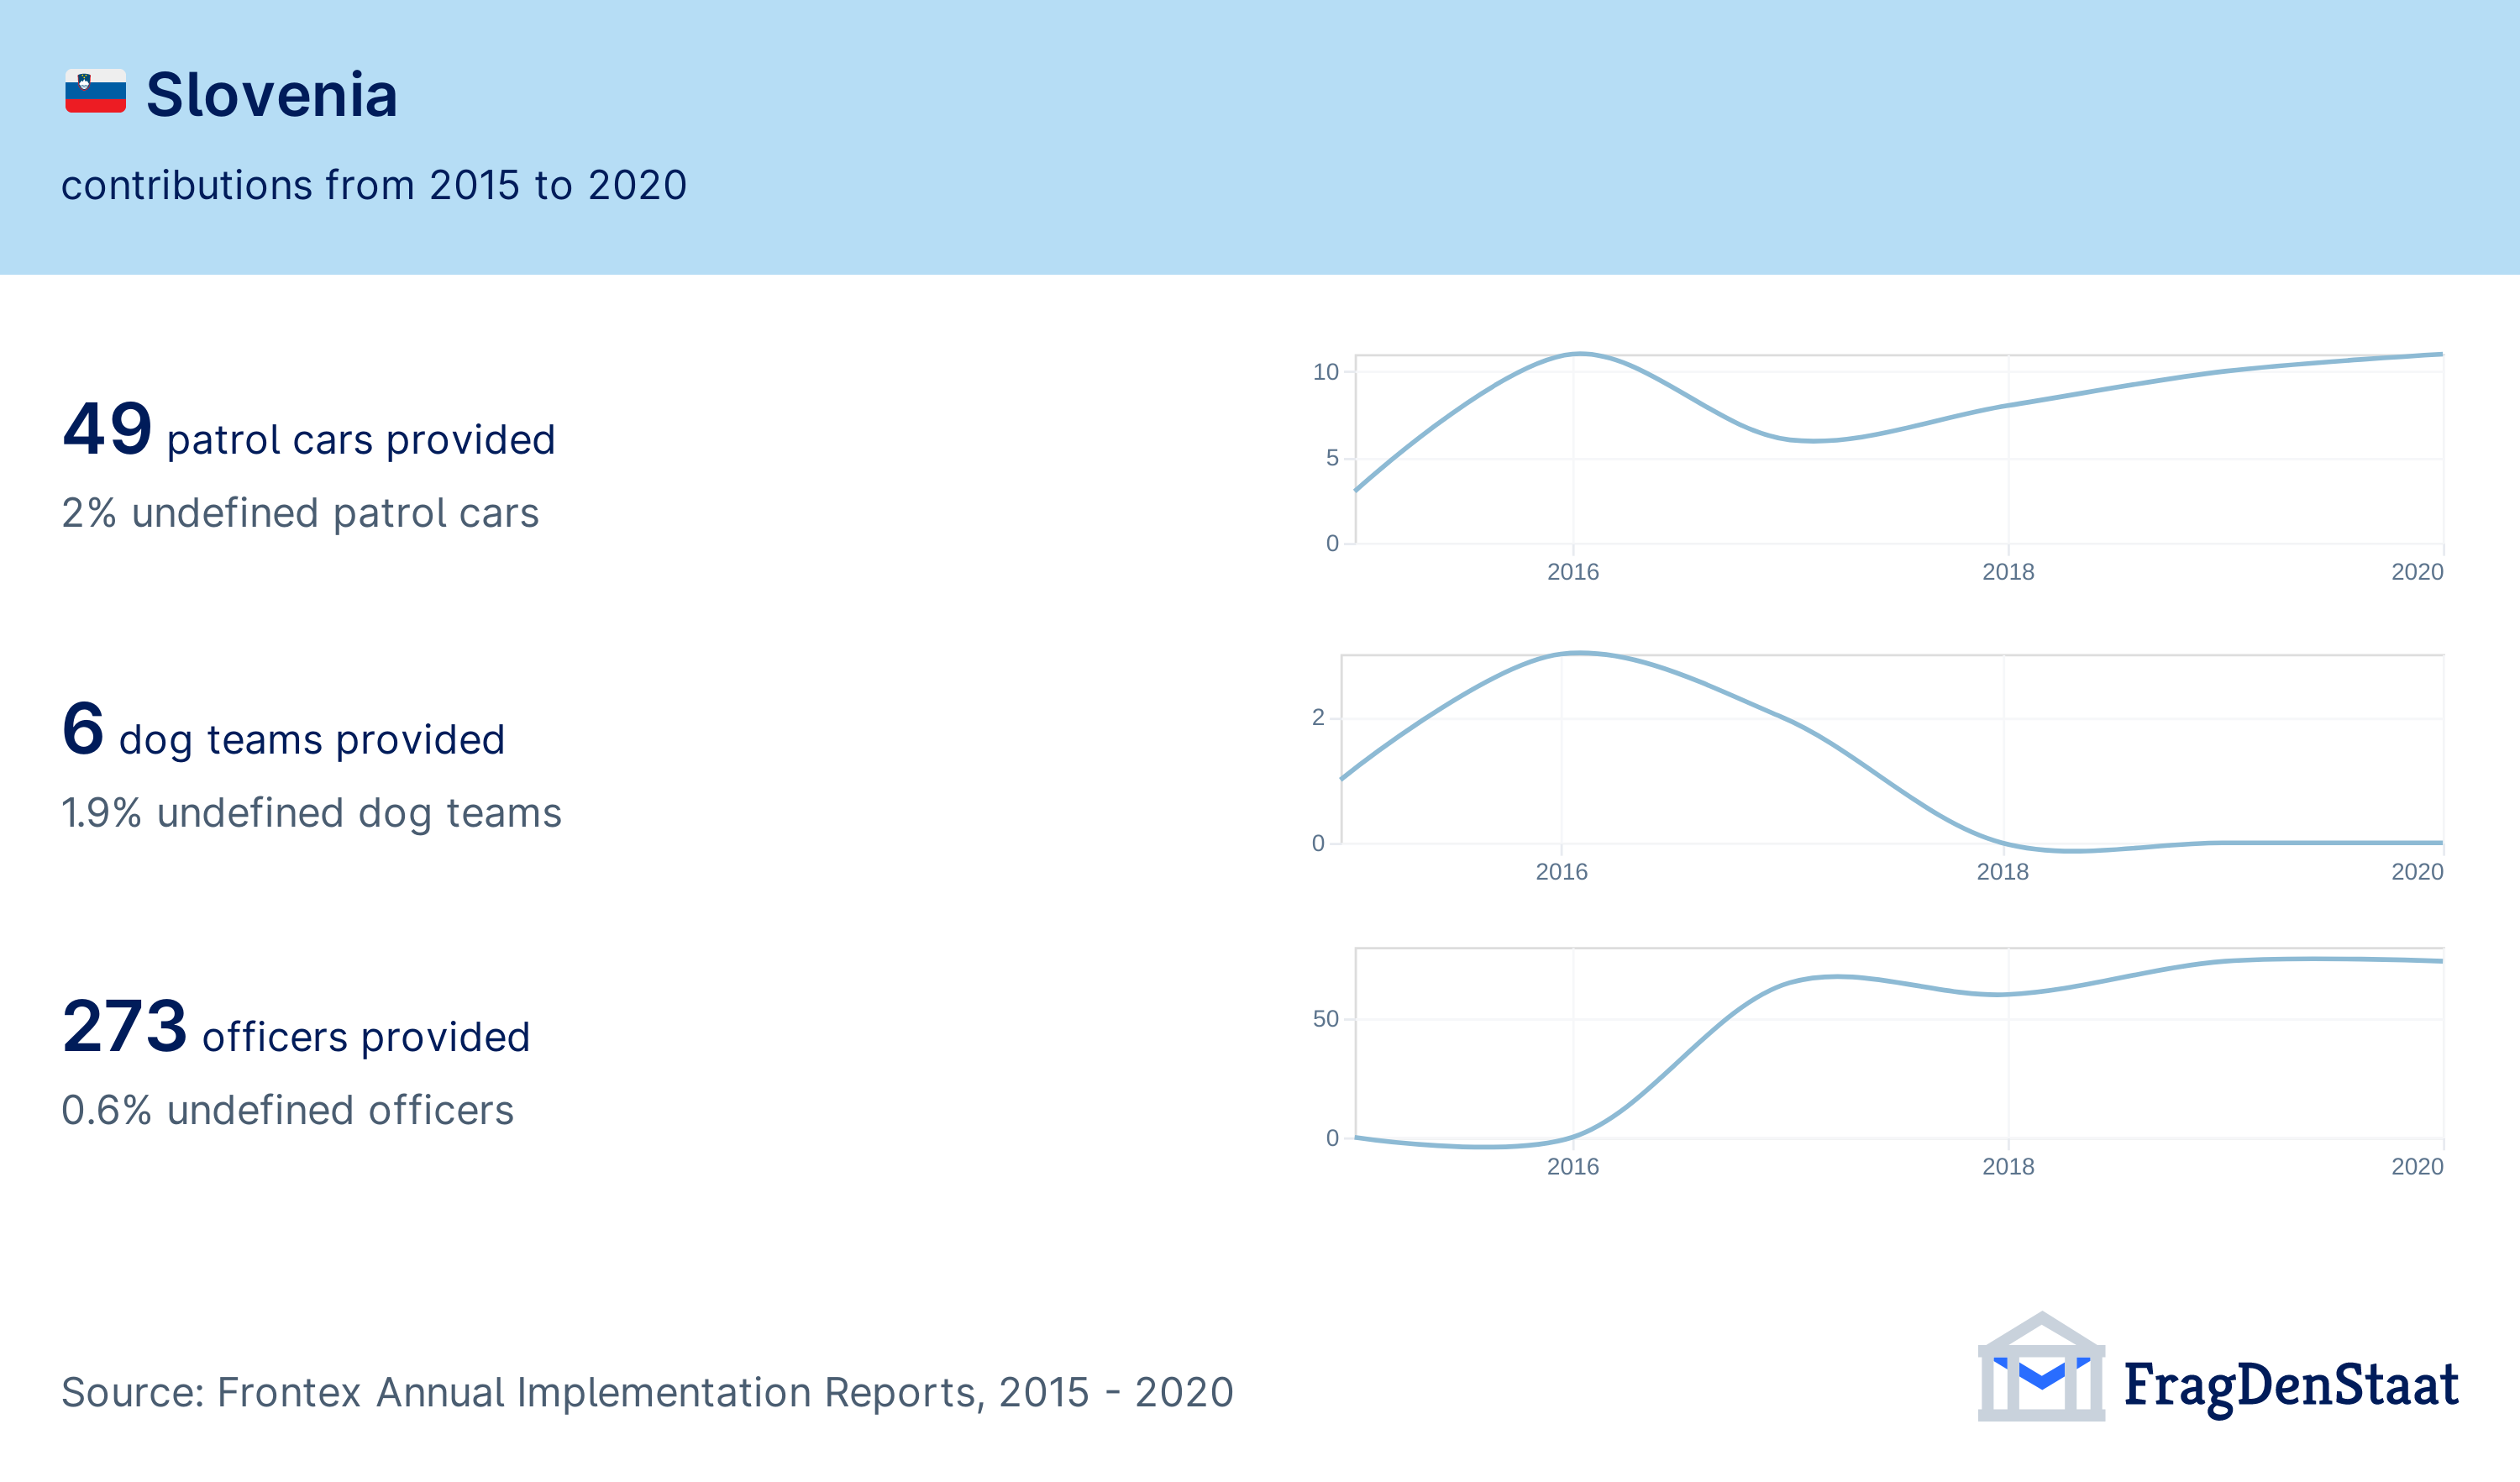 Slovenia
contributions from 2015 to 2020
49 patrol cars provided
2% undefined patrol cars
10
5
0
2016 2018 2020
6 dog teams provided
1.9% undefined dog teams
2
0
2016 2018 2020
273 officers provided
0.6% undefined officers
50
0
2016 2018 2020
Source: Frontex Annual Implementation Reports, 2015 - 2020
FragDenStaat